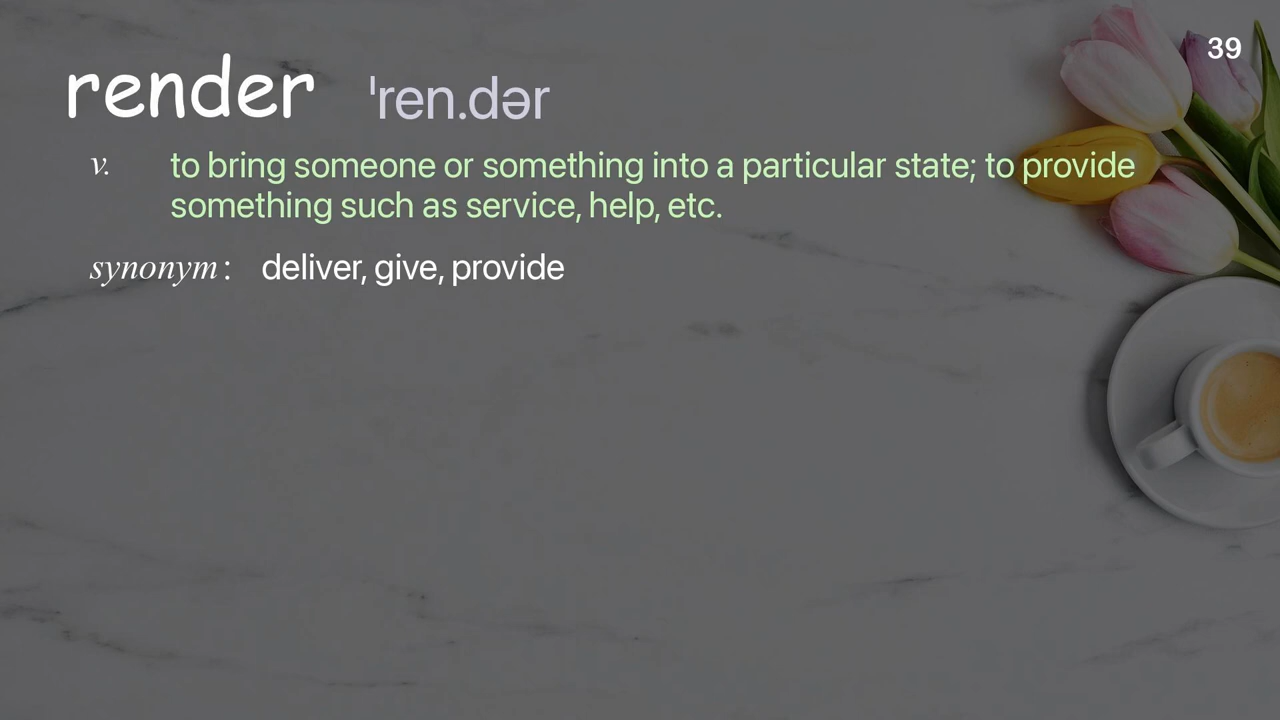 39
render ˈren.dər
v. to bring someone or something into a particular state; to provide
something such as service, help, etc.
synonym: deliver, give, provide